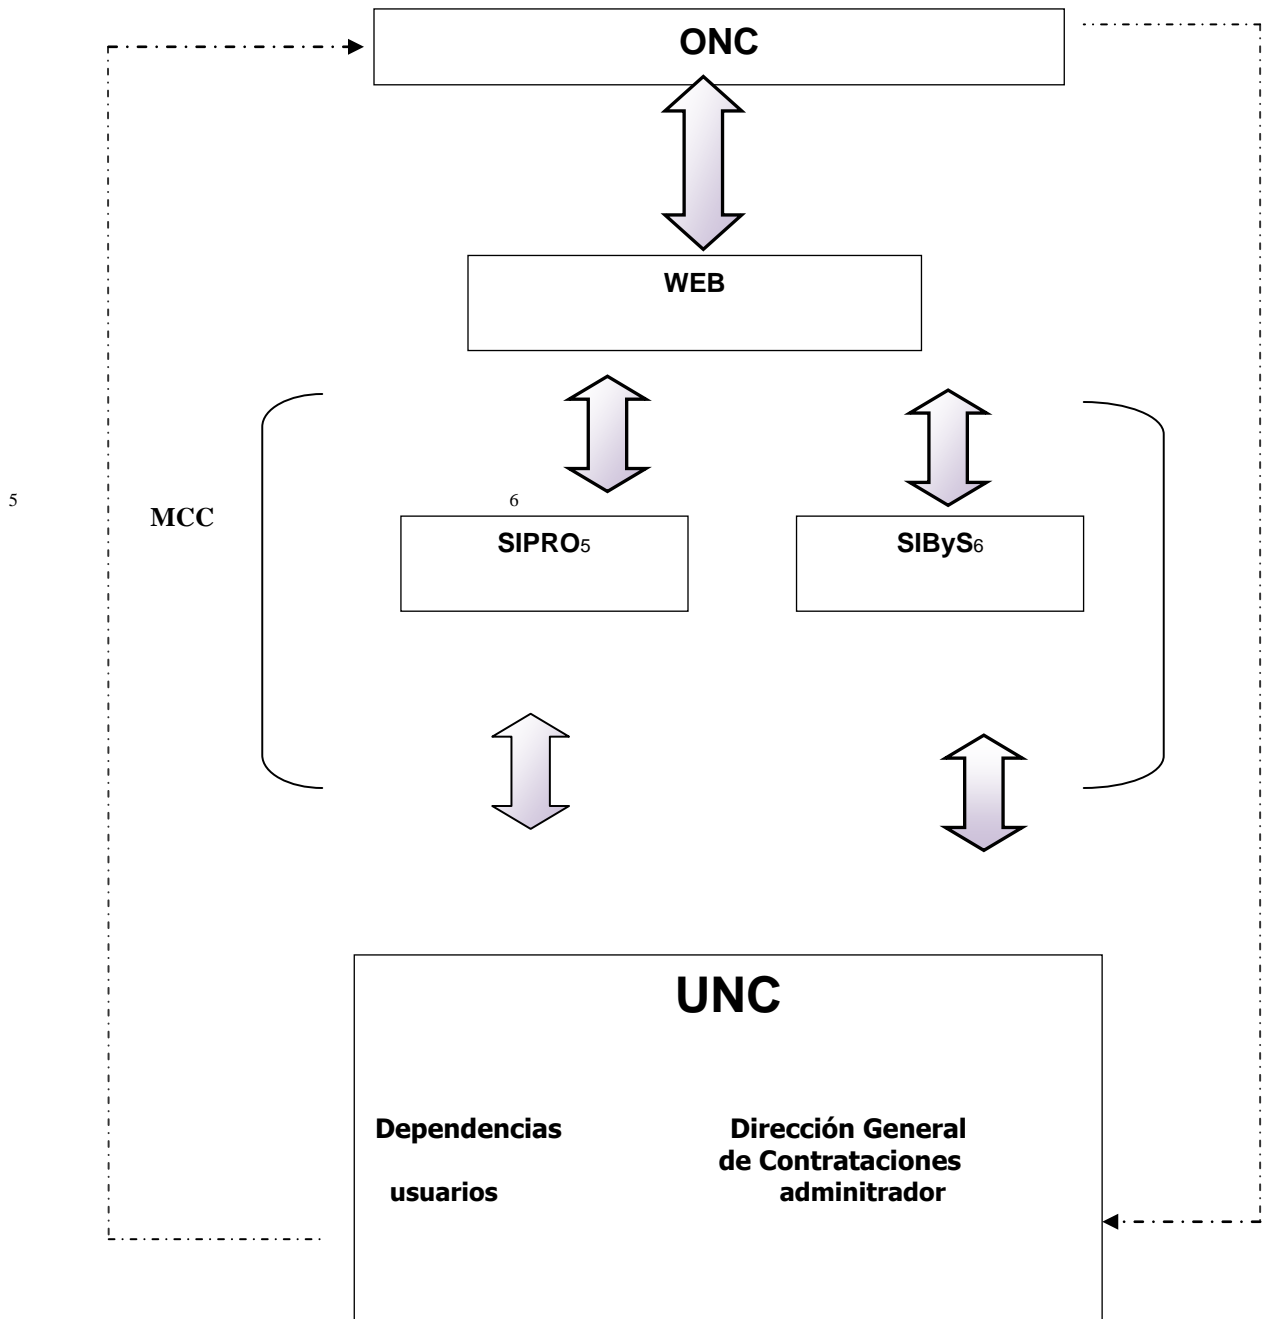 ONC
WEB
5
6
MCC
SIPRO5
SIByS6
UNC
Dependencias
Dirección General
de Contrataciones
usuarios
adminitrador